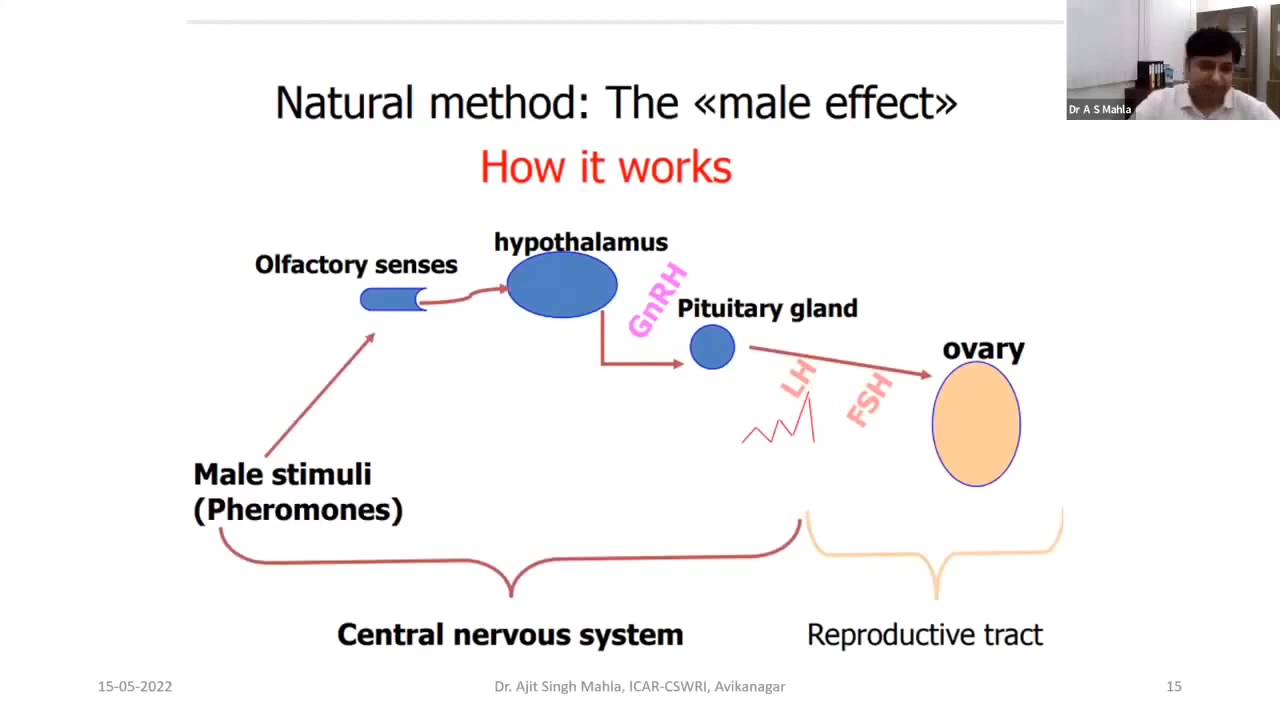 Dr A S Mahla
Natural method: The «male effect»
How it works
hypothalamus
Olfactory senses
GnRH
Pituitary gland
ovary
LH
FSH
Male stimuli
(Pheromones)
Central nervous system
Reproductive tract
15-05-2022
Dr. Ajit Singh Mahla, ICAR-CSWRI, Avikanagar
15